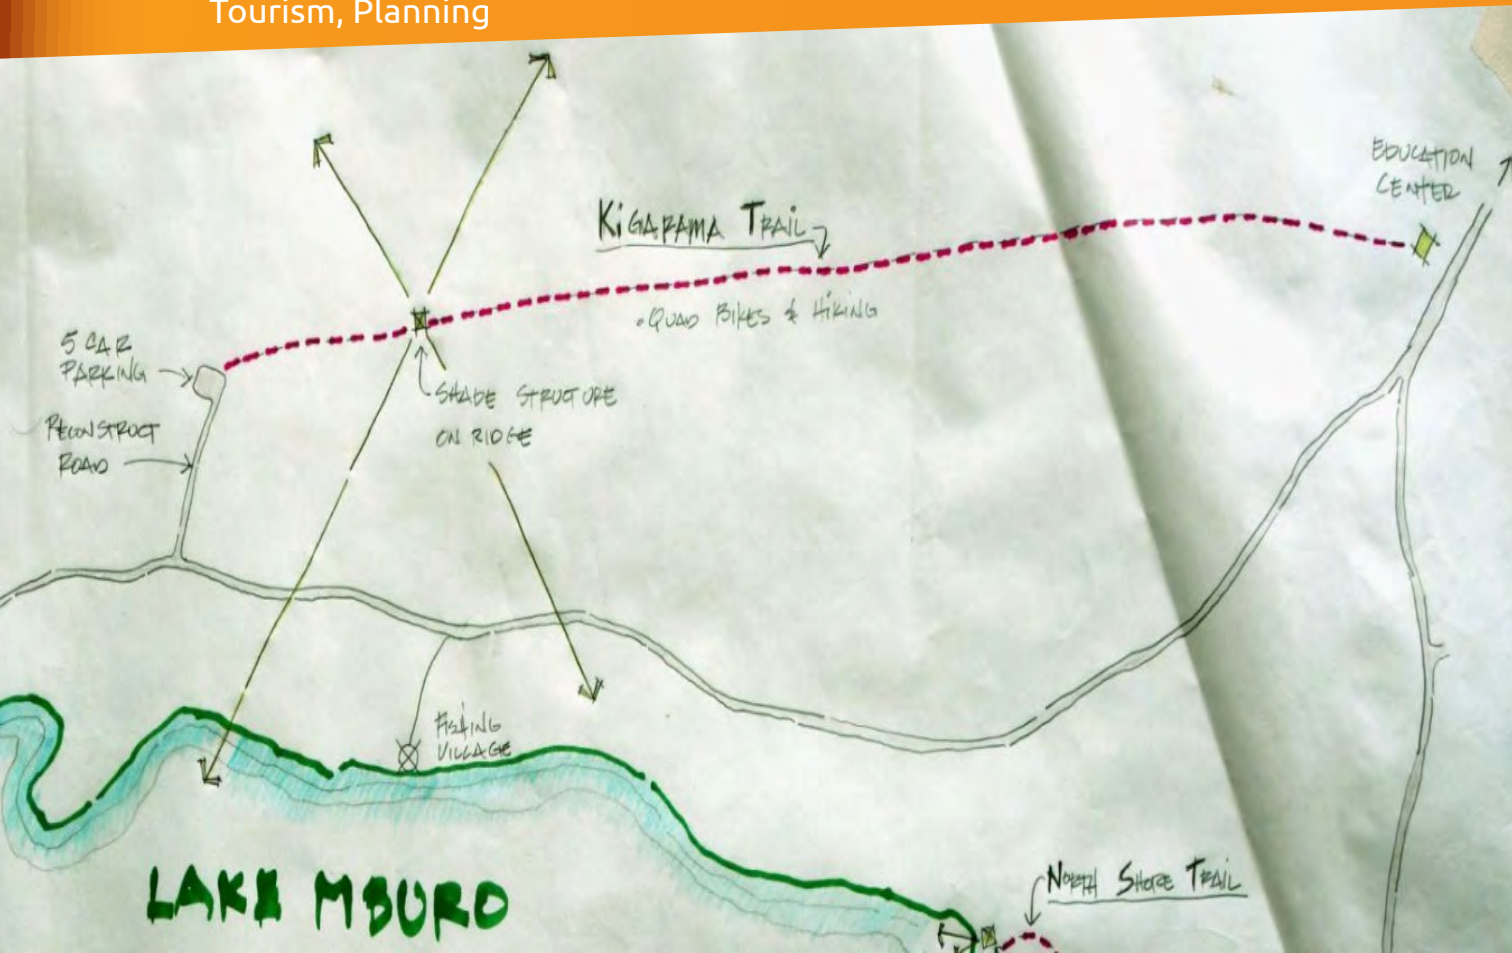 Tourism, Planning
EDUCATION
CENTER
KIGARAMA TRAIL
• QUAD BIKES & HIKING
5 CAR
PARKING
SHADE STRUCTURE
ON RIDGE
RECONSTRUCT
ROAD
FISHING
VILLAGE
LAKE MBURO
NORTH SHORE TRAIL